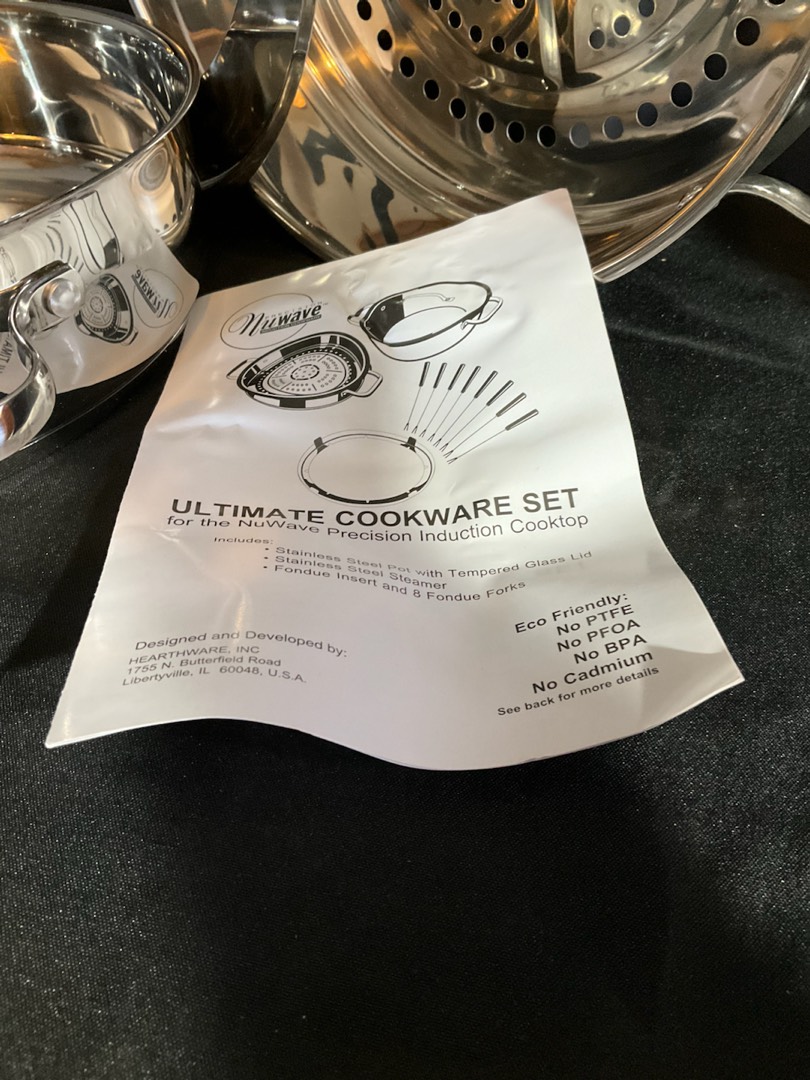 NuWave
ULTIMATE COOKWARE SET
for the NuWave Precision Induction Cooktop
Includes:
• Stainless Steel Pot with Tempered Glass Lid
• Stainless Steel Steamer
• Fondue Insert and 8 Fondue Forks
Eco Friendly:
No PTFE
No PFOA
No BPA
No Cadmium
See back for more details
Designed and Developed by:
HEARTHWARE, INC
1755 N. Butterfield Road
Libertyville, IL 60048, U.S.A.